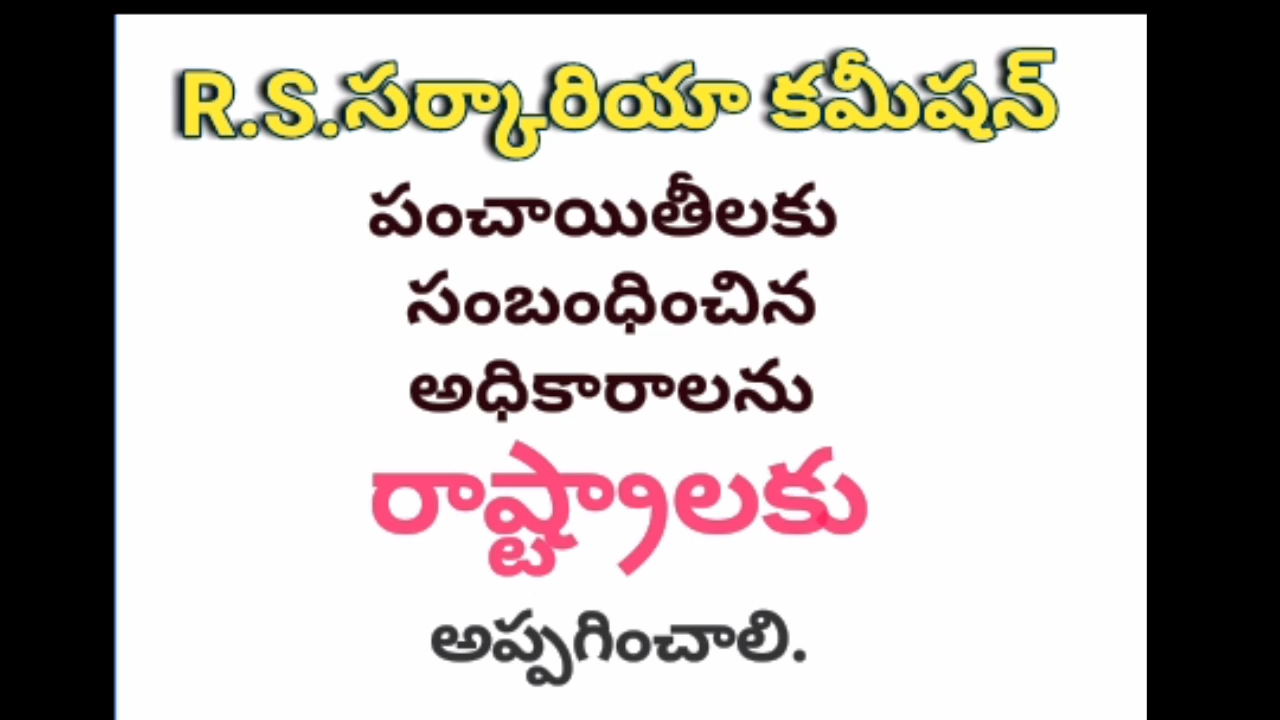 R.S.సర్కారియా కమీషన్
పంచాయితీలకు
సంబంధించిన
అధికారాలను
రాష్ట్రాలకు
అప్పగించాలి.